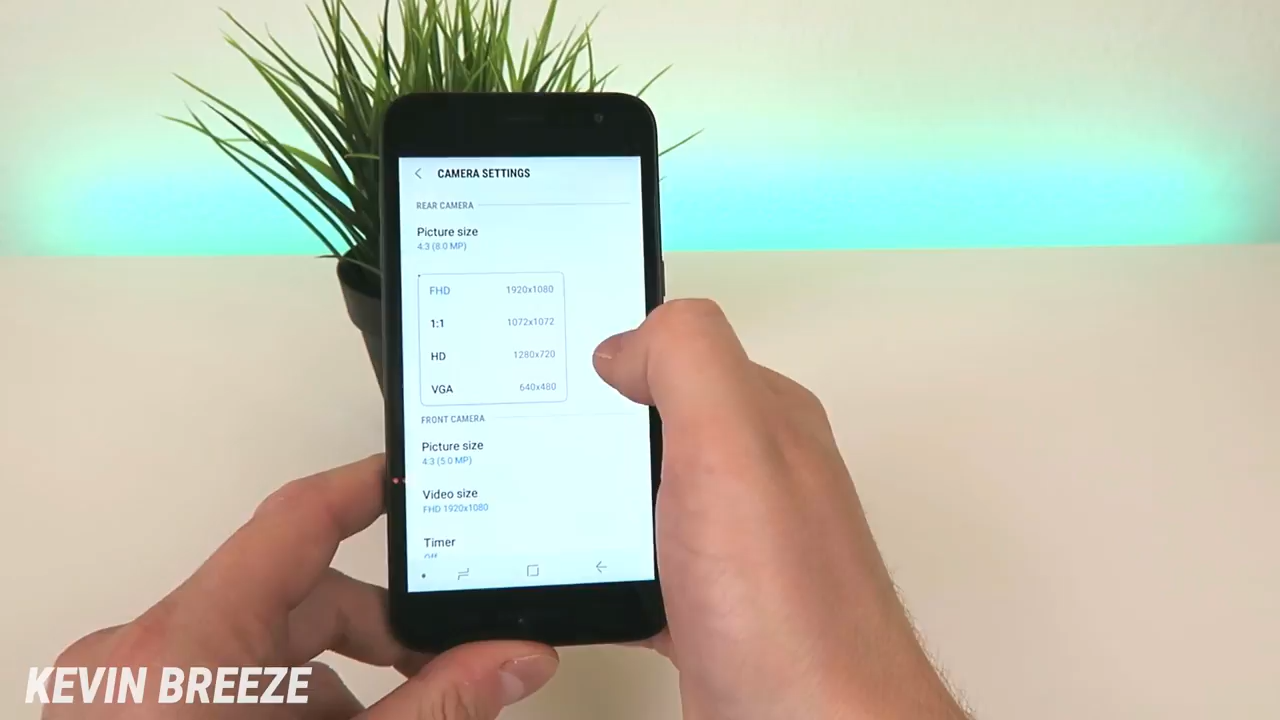 CAMERA SETTINGS
REAR CAMERA
Picture size
4:3 (8.0 MP)
FHD 1920x1080
1:1 1072x1072
HD 1280x720
VGA 640x480
FRONT CAMERA
Picture size
4:3 (5.0 MP)
Video size
FHD 1920x1080
Timer
Off
KEVIN BREEZE